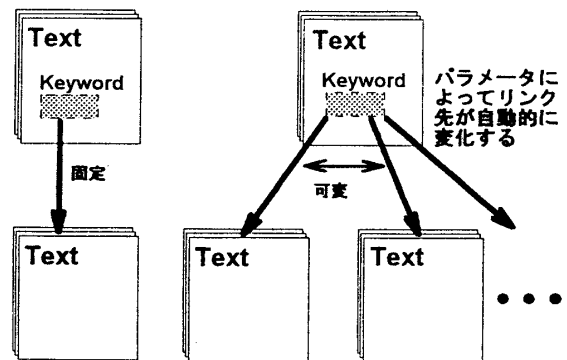 Text
Keyword
固定
Text
Text
Keyword
パラメータに
よってリンク
先が自動的に
変化する
可変
Text
Text